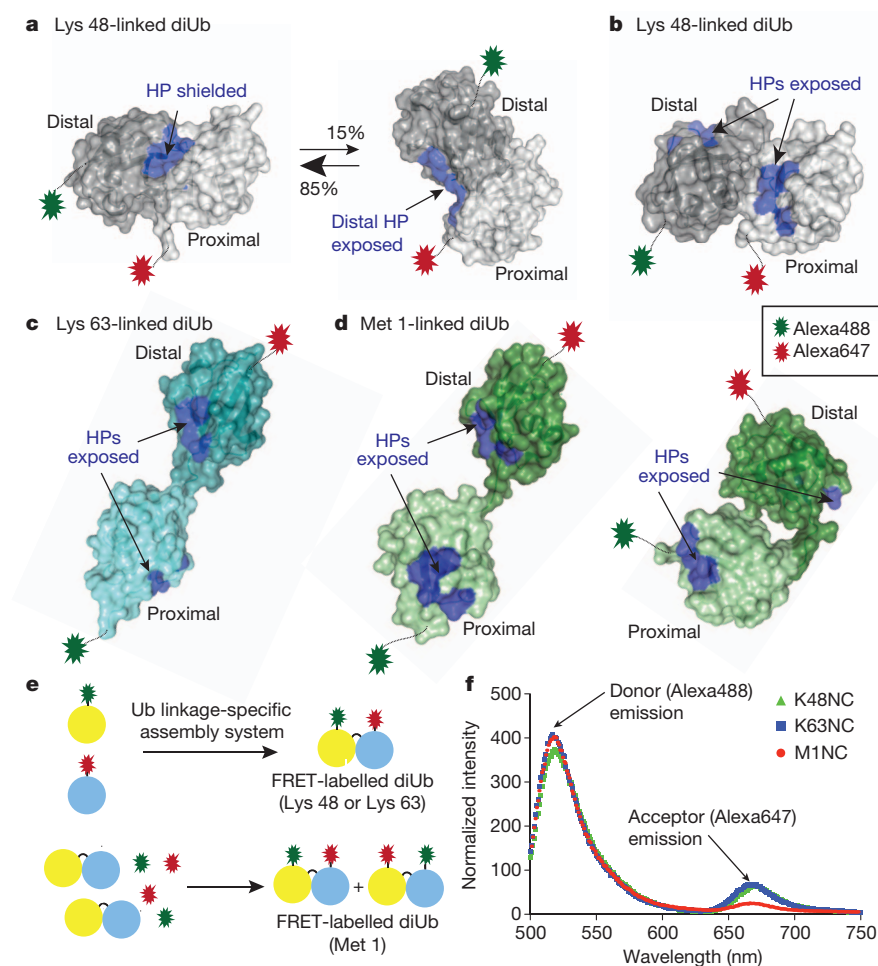 a Lys 48-linked diUb
HP shielded
Distal
Proximal
15%
85%
Distal
Distal HP
exposed
Proximal
b Lys 48-linked diUb
Distal
HPs exposed
Proximal
c Lys 63-linked diUb
Distal
HPs
exposed
Proximal
d Met 1-linked diUb
Distal
HPs
exposed
Proximal
Alexa488
Alexa647
Distal
HPs
exposed
Proximal
e
Ub linkage-specific
assembly system
FRET-labelled diUb
(Lys 48 or Lys 63)
+
FRET-labelled diUb
(Met 1)
f
Normalized intensity
500
400
300
200
100
0
Donor (Alexa488)
emission
K48NC
K63NC
M1NC
Acceptor (Alexa647)
emission
500 550 600 650 700 750
Wavelength (nm)